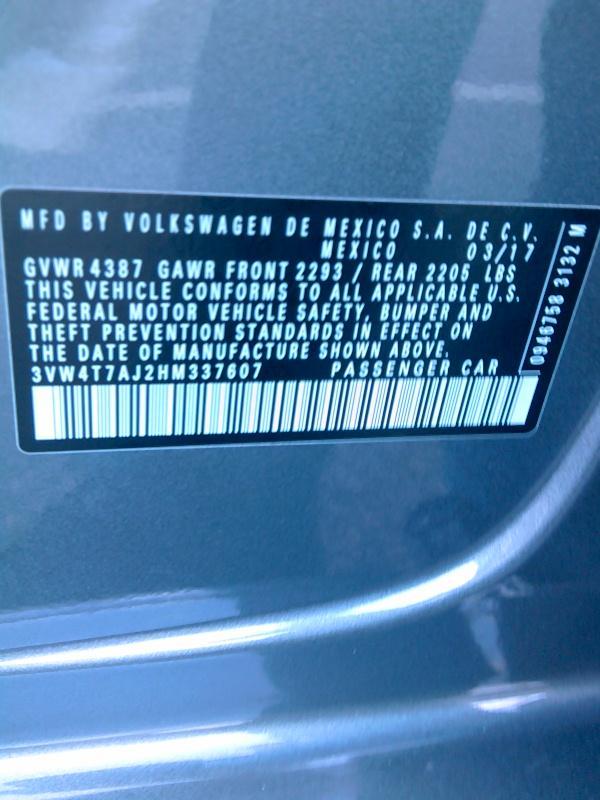 MFD BY VOLKSWAGEN DE MEXICO S.A. DE C.V.
MEXICO 03/17
GVWR 4387 GAWR FRONT 2293 / REAR 2205 LBS
THIS VEHICLE CONFORMS TO ALL APPLICABLE U.S.
FEDERAL MOTOR VEHICLE SAFETY, BUMPER AND
THEFT PREVENTION STANDARDS IN EFFECT ON
THE DATE OF MANUFACTURE SHOWN ABOVE.
3VW4T7AJ2HM337607 PASSENGER CAR
0946758 3132 M